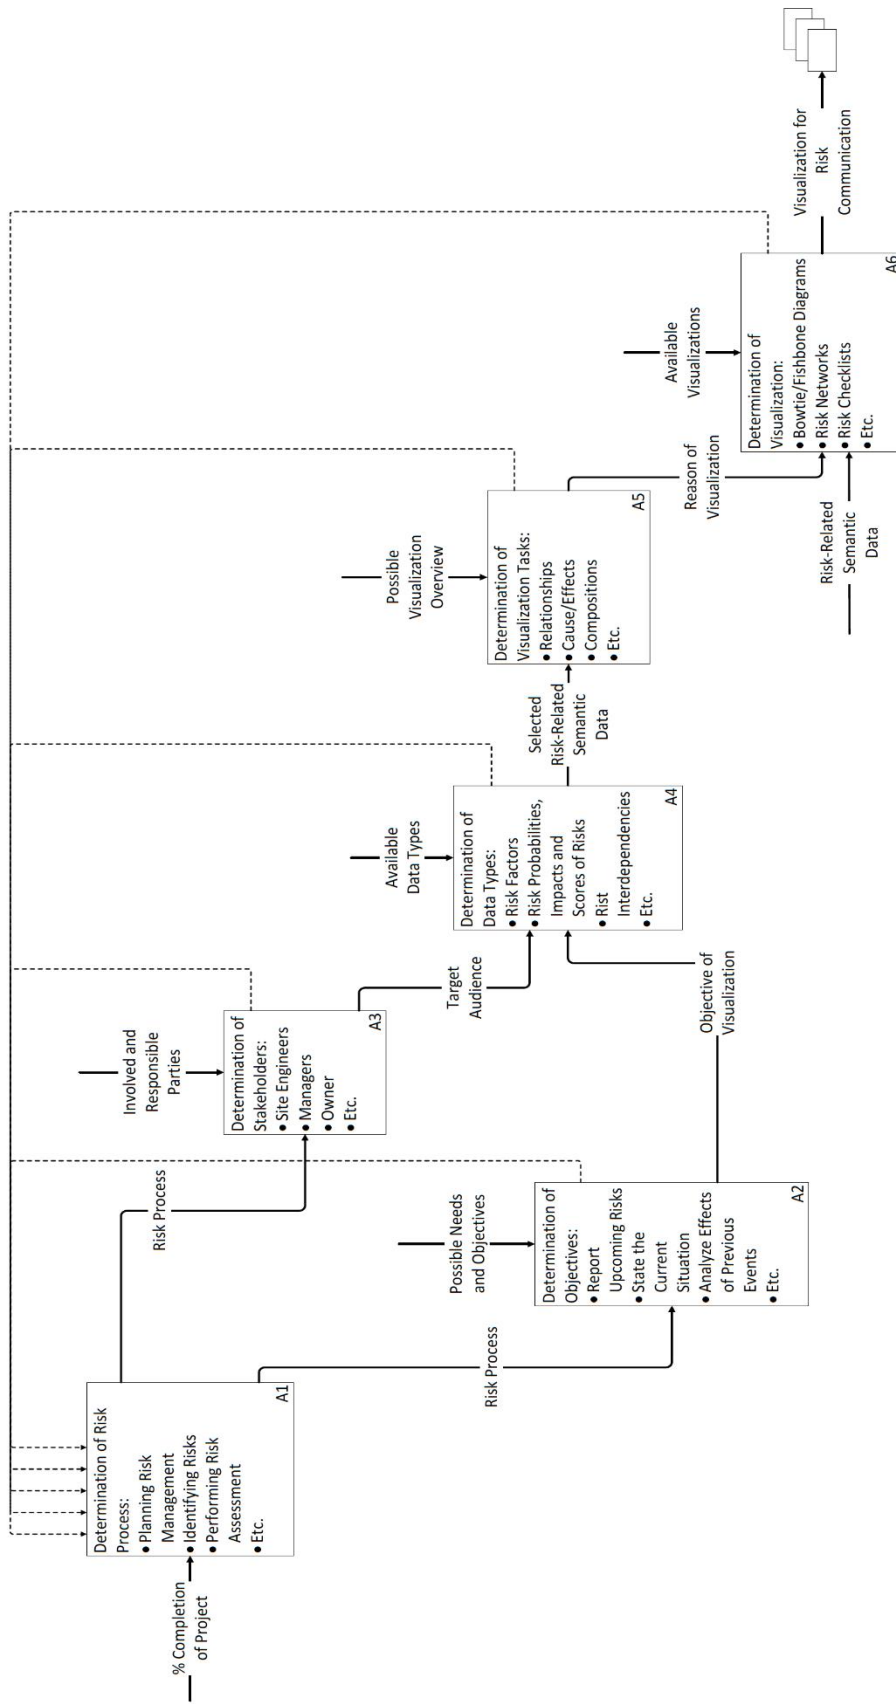 % Completion
of Project
Determination of Risk
Process:
• Planning Risk
Management
• Identifying Risks
• Performing Risk
Assessment
• Etc.
A1
Risk Process
Risk Process
Possible Needs
and Objectives
Determination of
Objectives:
• Report
Upcoming Risks
• State the
Current
Situation
• Analyze Effects
of Previous
Events
• Etc.
A2
Involved and
Responsible
Parties
Determination of
Stakeholders:
• Site Engineers
• Managers
• Owner
• Etc.
A3
Target
Audience
Objective of
Visualization
Available
Data Types
Determination of
Data Types:
• Risk Factors
• Risk Probabilities,
Impacts and
Scores of Risks
• Rist
Interdependencies
• Etc.
A4
Selected
Risk-Related
Semantic
Data
Possible
Visualization
Overview
Determination of
Visualization Tasks:
• Relationships
• Cause/Effects
• Compositions
• Etc.
A5
Reason of
Visualization
Risk-Related
Semantic
Data
Available
Visualizations
Determination of
Visualization:
• Bowtie/Fishbone Diagrams
• Risk Networks
• Risk Checklists
• Etc.
A6
Visualization for
Risk
Communication